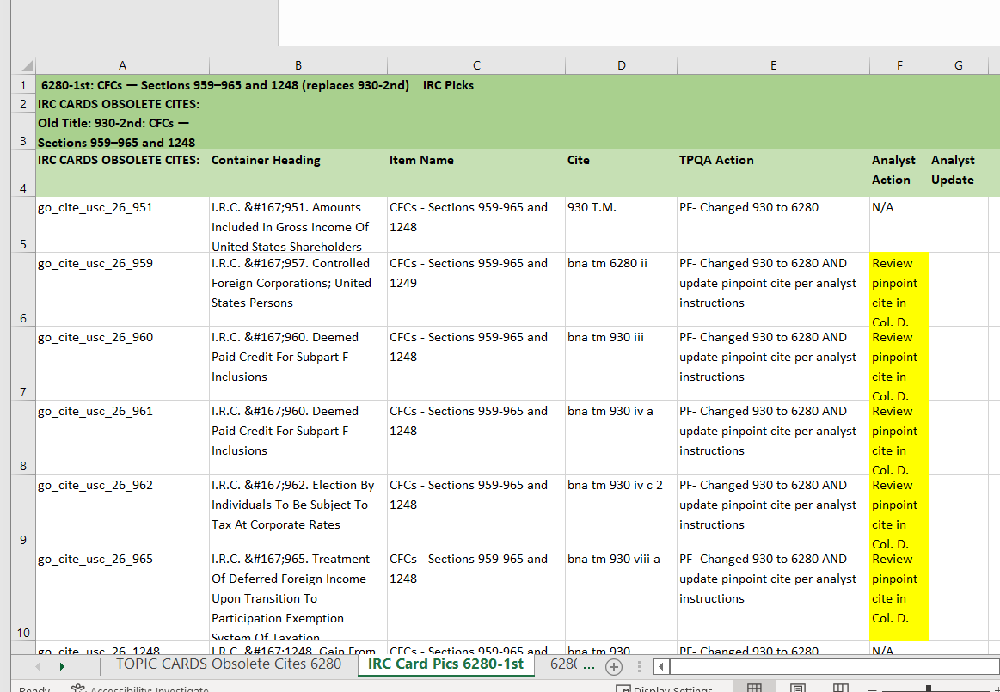 A B C D E F G
1 6280-1st: CFCs — Sections 959–965 and 1248 (replaces 930-2nd) IRC Picks
2 IRC CARDS OBSOLETE CITES:
Old Title: 930-2nd: CFCs —
3 Sections 959–965 and 1248
IRC CARDS OBSOLETE CITES: Container Heading Item Name Cite TPQA Action Analyst Analyst
4 Action Update
go_cite_usc_26_951 I.R.C. &#167;951. Amounts CFCs - Sections 959-965 and 930 T.M. PF- Changed 930 to 6280 N/A
Included In Gross Income Of 1248
5 United States Shareholders
go_cite_usc_26_959 I.R.C. &#167;957. Controlled CFCs - Sections 959-965 and bna tm 6280 ii PF- Changed 930 to 6280 AND Review
Foreign Corporations; United 1249 update pinpoint cite per analyst pinpoint
States Persons instructions cite in
6 Col. D.
go_cite_usc_26_960 I.R.C. &#167;960. Deemed CFCs - Sections 959-965 and bna tm 930 iii PF- Changed 930 to 6280 AND Review
Paid Credit For Subpart F 1248 update pinpoint cite per analyst pinpoint
Inclusions instructions cite in
7 Col. D.
go_cite_usc_26_961 I.R.C. &#167;960. Deemed CFCs - Sections 959-965 and bna tm 930 iv a PF- Changed 930 to 6280 AND Review
Paid Credit For Subpart F 1248 update pinpoint cite per analyst pinpoint
Inclusions instructions cite in
8 Col. D.
go_cite_usc_26_962 I.R.C. &#167;962. Election By CFCs - Sections 959-965 and bna tm 930 iv c 2 PF- Changed 930 to 6280 AND Review
Individuals To Be Subject To 1248 update pinpoint cite per analyst pinpoint
Tax At Corporate Rates instructions cite in
9 Col. D.
go_cite_usc_26_965 I.R.C. &#167;965. Treatment CFCs - Sections 959-965 and bna tm 930 viii a PF- Changed 930 to 6280 AND Review
Of Deferred Foreign Income 1248 update pinpoint cite per analyst pinpoint
Upon Transition To instructions cite in
Participation Exemption Col. D.
10 System Of Taxation
go_cite_usc_26_1248 I.R.C. &#167;1248. Gain From CFCs - Sections 959-965 and bna tm 930 PF- Changed 930 to 6280 N/A
TOPIC CARDS Obsolete Cites 6280 IRC Card Pics 6280-1st 628 ...
Ready Accessibility: Investigate Display Settings